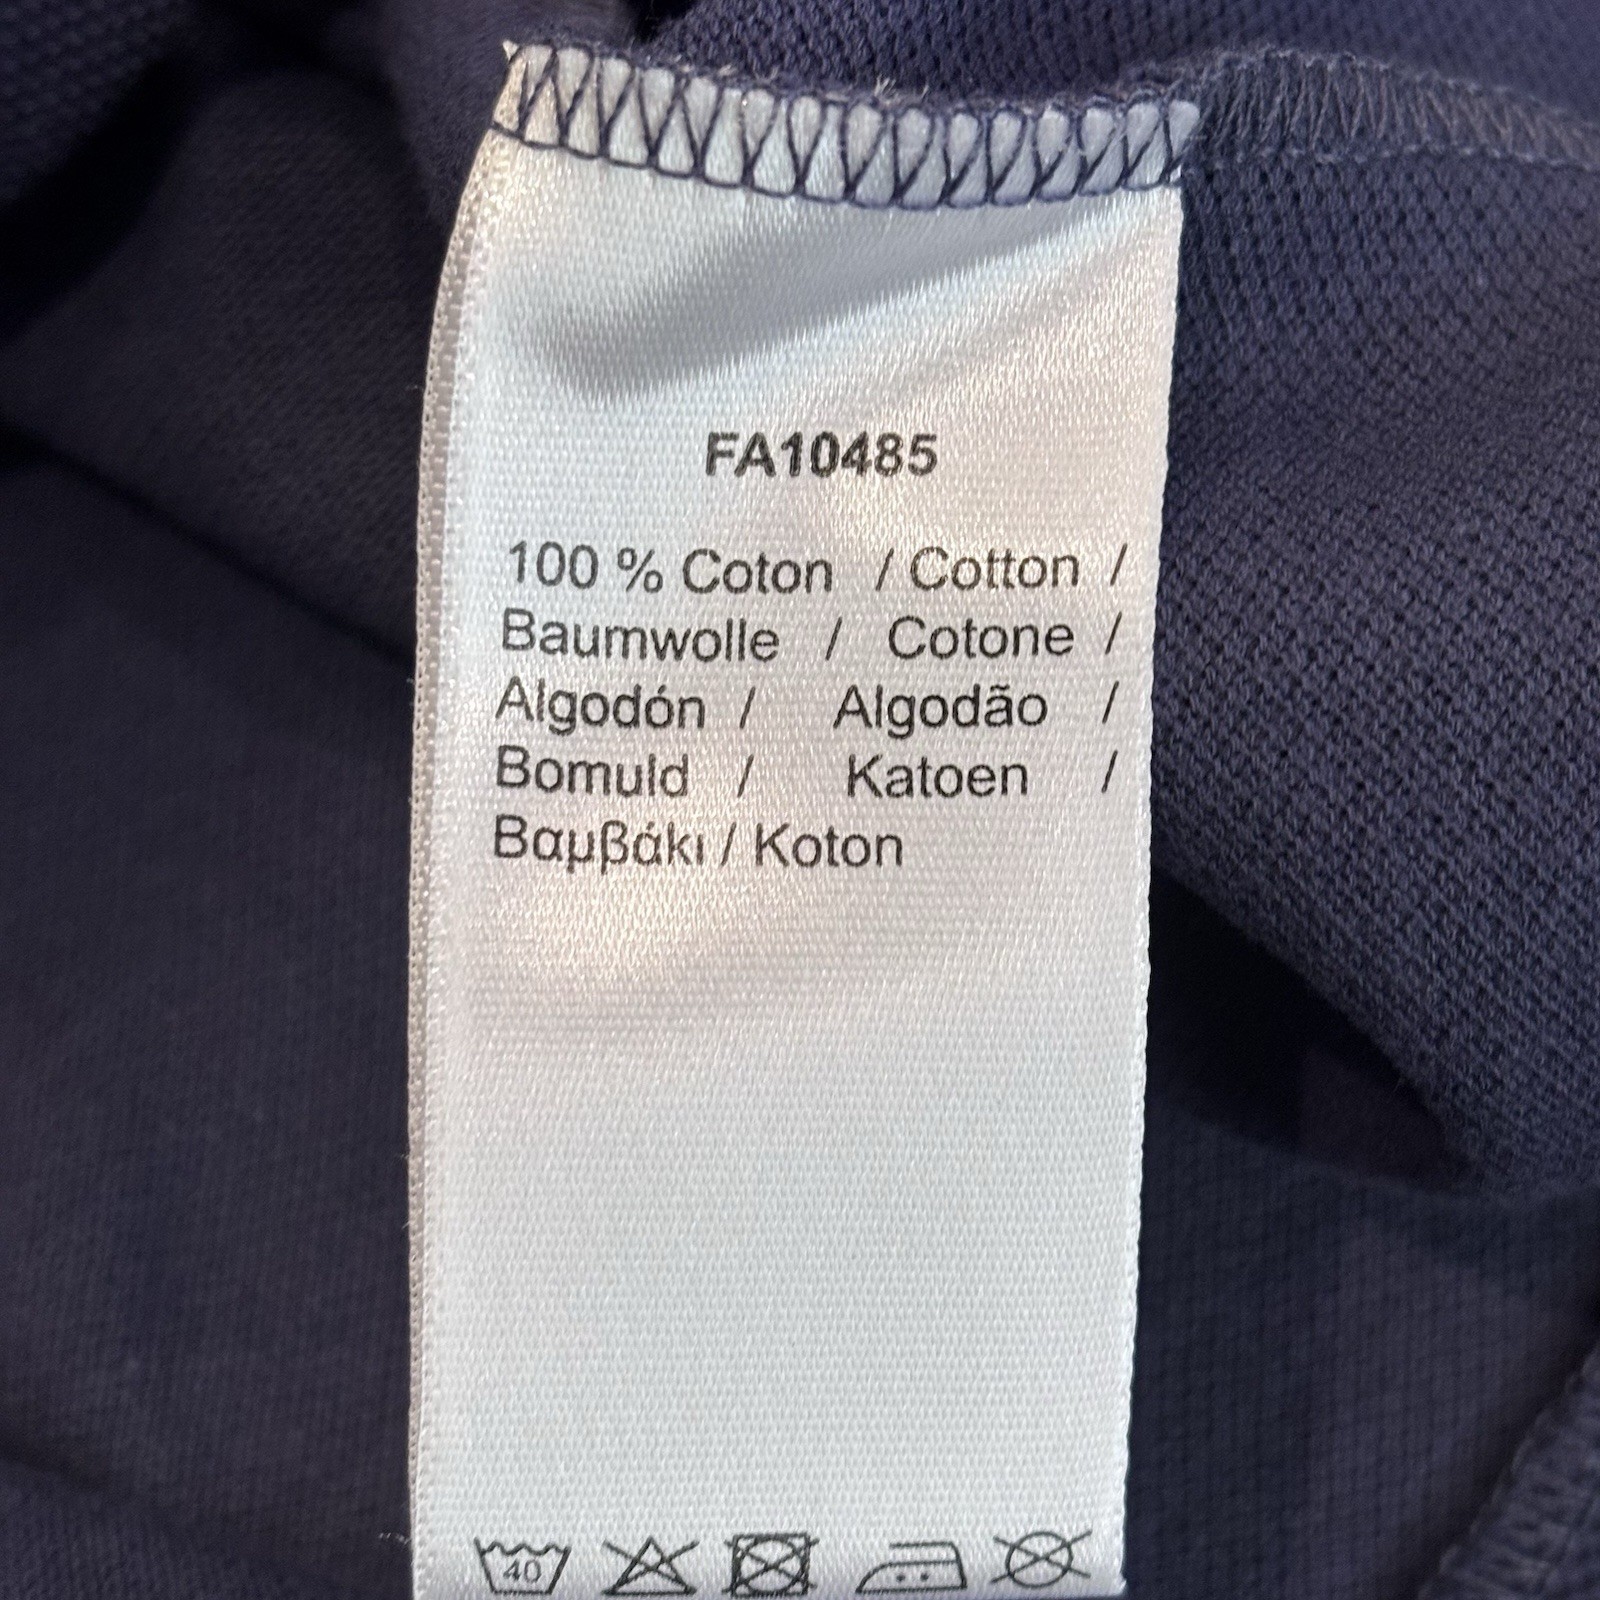 FA10485
100 % Coton / Cotton /
Baumwolle / Cotone /
Algodón / Algodão /
Bomuld / Katoen /
Βαμβάκι / Koton
40